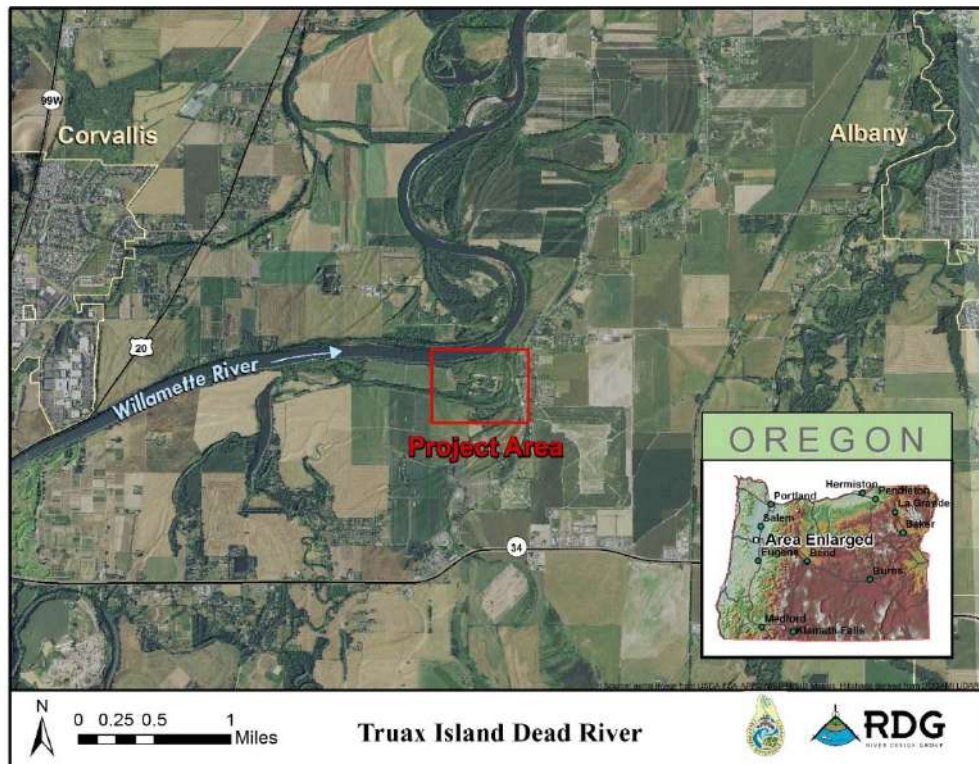 99W
Corvallis
Albany
20
Willamette River
Project Area
34
OREGON
Hermiston
Pendleton
Portland
La Grande
Salem
Baker
Area Enlarged
Eugene
Bend
Burns
Medford
Klamath Falls
N
0 0.25 0.5 1
Miles
Truax Island Dead River
RDG
RIVER DESIGN GROUP